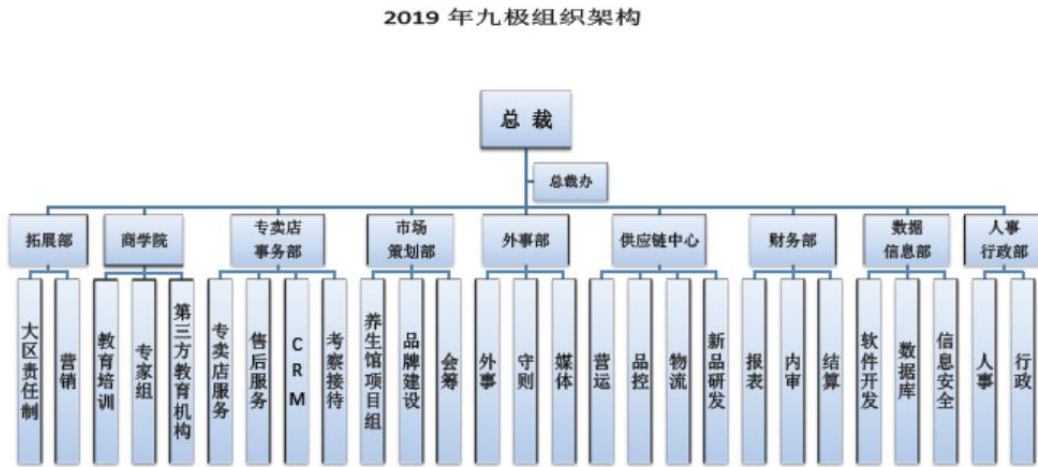 2019 年九极组织架构
总 裁
总裁办
拓展部
商学院
专卖店
事务部
市场
策划部
外事部
供应链中心
财务部
数据
信息部
人事
行政部
大区责任制
营销
教育培训
专家组
第三方教育机构
专卖店服务
售后服务
CRM
考察接待
养生馆项目组
品牌建设
会筹
外事
守则
媒体
营运
品控
物流
新品研发
报表
内审
结算
软件开发
数据库
信息安全
人事
行政